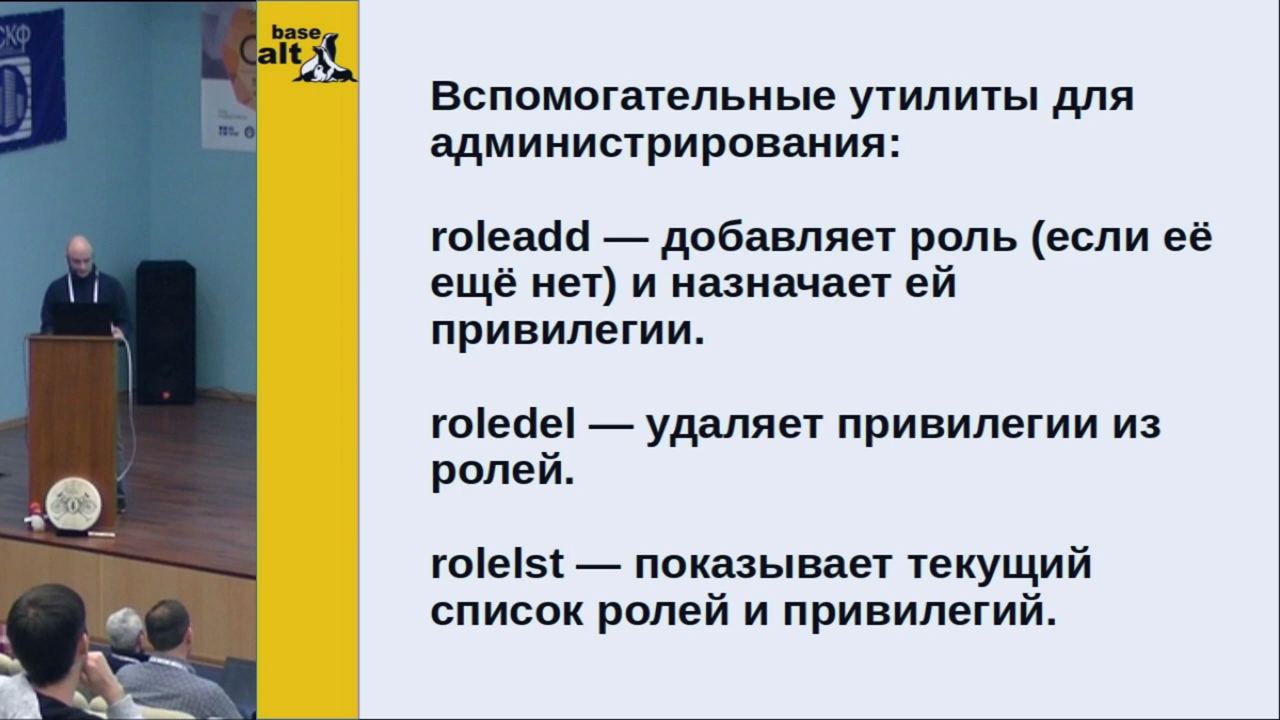 СКФ
base
alt
Вспомогательные утилиты для
администрирования:
roleadd — добавляет роль (если её
ещё нет) и назначает ей
привилегии.
roledel — удаляет привилегии из
ролей.
rolelst — показывает текущий
список ролей и привилегий.